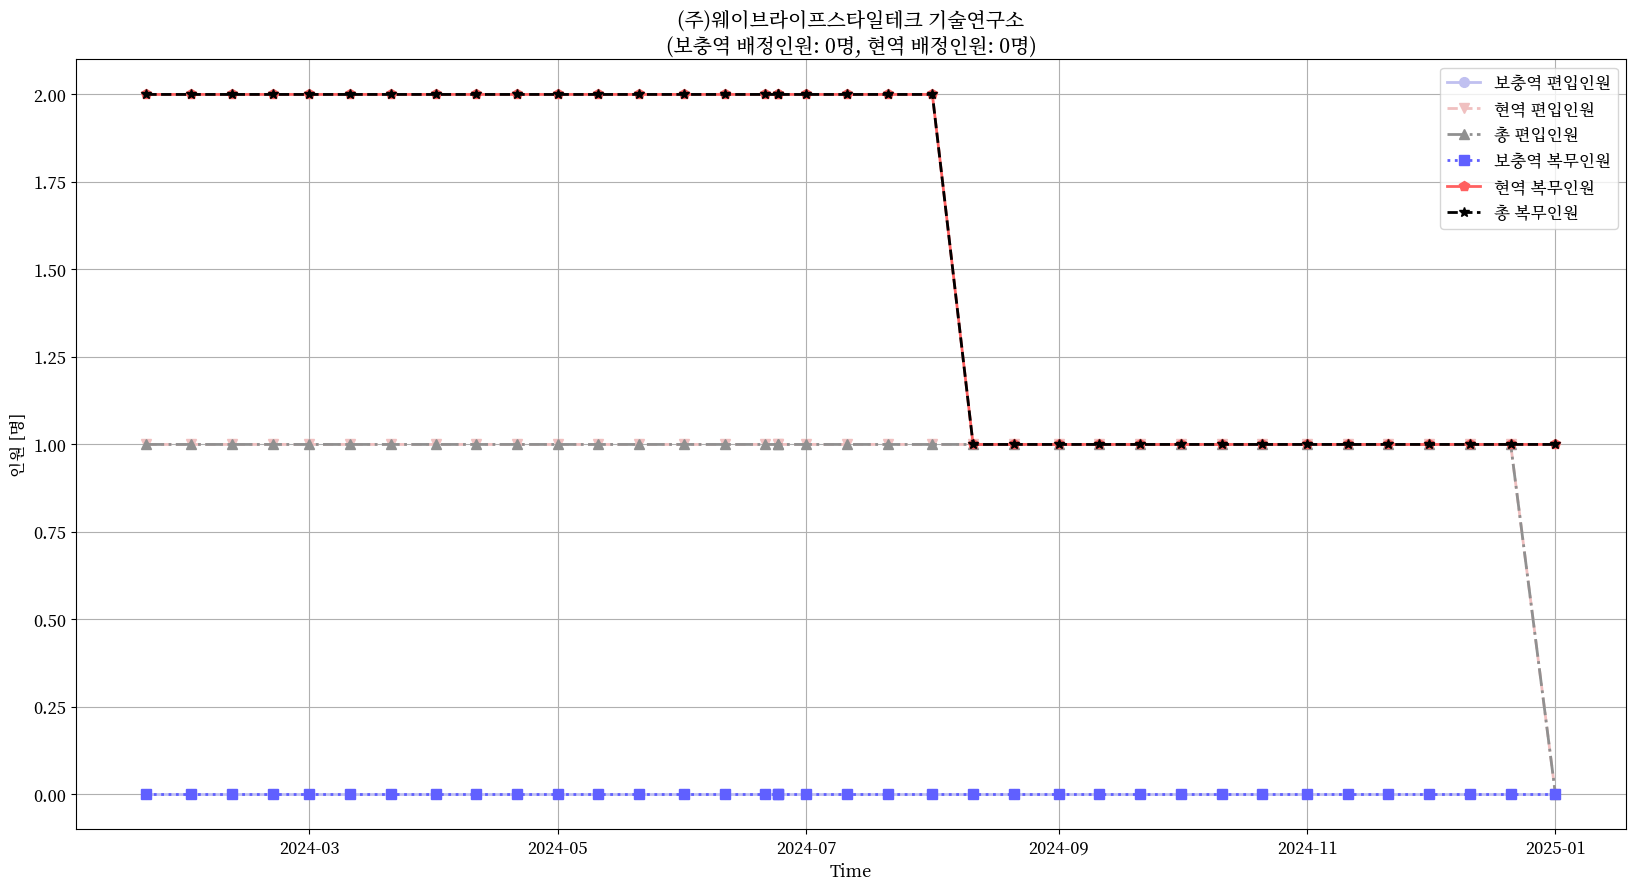 (주)웨이브라이프스타일테크 기술연구소
(보충역 배정인원: 0명, 현역 배정인원: 0명)
보충역 편입인원
현역 편입인원
총 편입인원
보충역 복무인원
현역 복무인원
총 복무인원
인원 [명]
2.00
1.75
1.50
1.25
1.00
0.75
0.50
0.25
0.00
2024-03
2024-05
2024-07
2024-09
2024-11
2025-01
Time